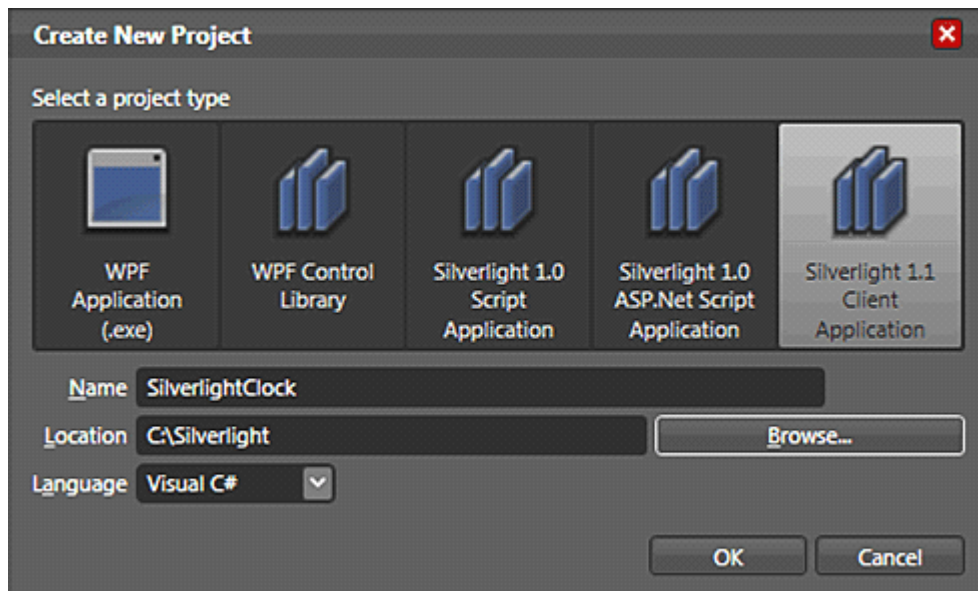 Create New Project
Select a project type
WPF
Application
(.exe)
WPF Control
Library
Silverlight 1.0
Script
Application
Silverlight 1.0
ASP.Net Script
Application
Silverlight 1.1
Client
Application
Name SilverlightClock
Location C:\Silverlight Browse...
Language Visual C#
OK Cancel